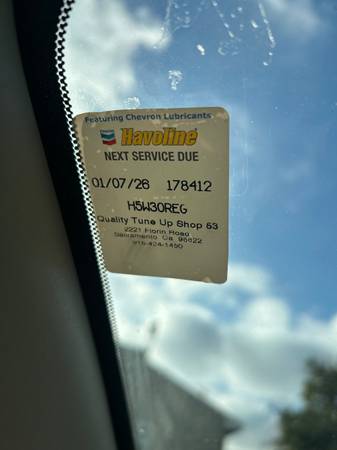 Featuring Chevron Lubricants
Havoline
NEXT SERVICE DUE
01/07/26 178412
H5W30REG
Quality Tune Up Shop 63
2221 Florin Road
Sacramento, Ca. 95822
916-424-1450